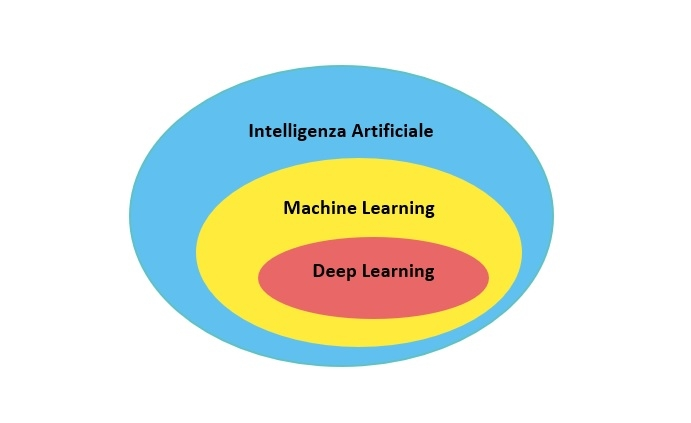 Intelligenza Artificiale
Machine Learning
Deep Learning